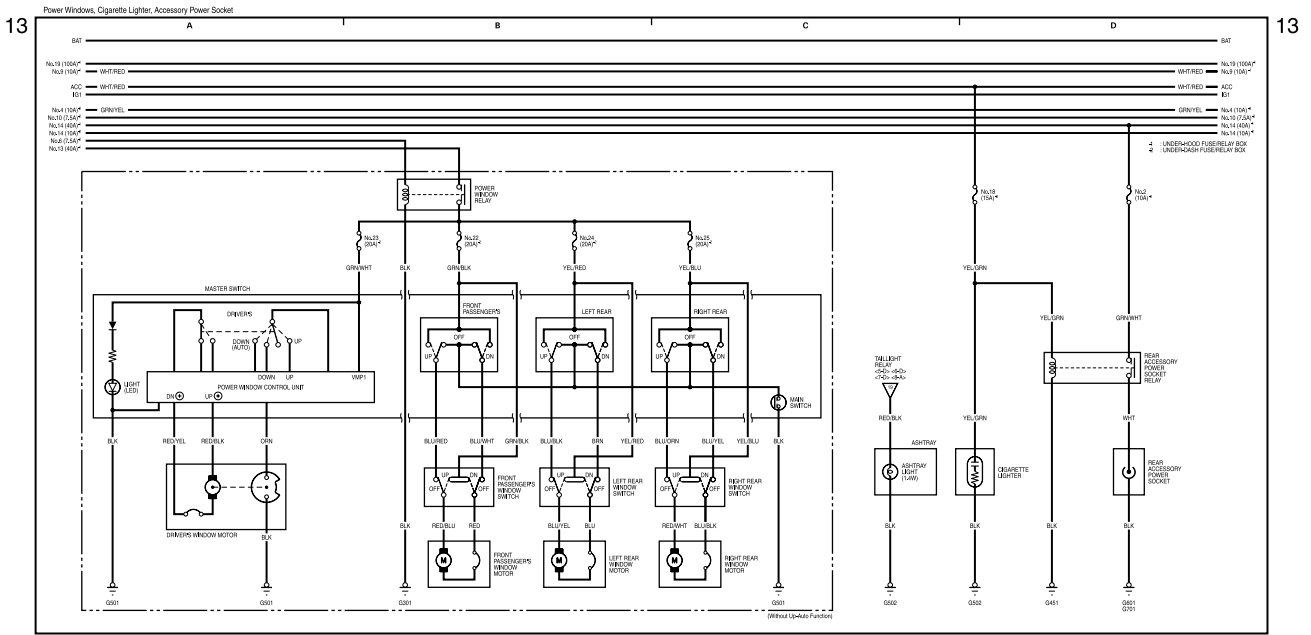 Power Windows, Cigarette Lighter, Accessory Power Socket
13
13
A
B
C
D
BAT
BAT
No.19 (100A)
No.19 (100A)
No.9 (10A)
WHT/RED
WHT/RED
No.9 (10A)
ACC
WHT/RED
WHT/RED
ACC
IG1
IG1
No.4 (10A)
GRN/YEL
GRN/YEL
No.4 (10A)
No.10 (7.5A)
No.10 (7.5A)
No.14 (40A)
No.14 (40A)
No.14 (10A)
No.14 (10A)
No.6 (7.5A)
No.13 (40A)
: UNDER-HOOD FUSE/RELAY BOX
: UNDER-DASH FUSE/RELAY BOX
POWER
WINDOW
RELAY
No.18
(15A)
No.2
(10A)
No.23
(20A)
No.22
(20A)
No.24
(20A)
No.25
(20A)
GRN/WHT
BLK
GRN/BLK
YEL/RED
YEL/BLU
YEL/GRN
MASTER SWITCH
DRIVER'S
FRONT
PASSENGER'S
LEFT REAR
RIGHT REAR
YEL/GRN
GRN/WHT
DOWN
(AUTO)
UP
OFF
OFF
OFF
UP
DN
UP
DN
UP
DN
TAILLIGHT
RELAY
<5-D> <6-D>
<7-D> <8-A>
REAR
ACCESSORY
POWER
SOCKET
RELAY
DOWN
UP
VMP1
LIGHT
(LED)
POWER WINDOW CONTROL UNIT
DN
UP
MAIN
SWITCH
RED/BLK
YEL/GRN
WHT
BLK
RED/YEL
RED/BLK
ORN
BLU/RED
BLU/WHT
GRN/BLK
BLU/BLK
BRN
YEL/RED
BLU/ORN
BLU/YEL
YEL/BLU
BLK
ASHTRAY
ASHTRAY
LIGHT
(1.4W)
CIGARETTE
LIGHTER
REAR
ACCESSORY
POWER
SOCKET
UP
DN
OFF
OFF
FRONT
PASSENGER'S
WINDOW
SWITCH
UP
DN
OFF
OFF
LEFT REAR
WINDOW
SWITCH
UP
DN
OFF
OFF
RIGHT REAR
WINDOW
SWITCH
BLK
RED/BLU
RED
BLU/YEL
BLU
RED/WHT
BLU/BLK
BLK
BLK
BLK
BLK
DRIVER'S WINDOW MOTOR
BLK
M
FRONT
PASSENGER'S
WINDOW
MOTOR
M
LEFT REAR
WINDOW
MOTOR
M
RIGHT REAR
WINDOW
MOTOR
G501
G501
G301
G501
G502
G502
G451
G601
G701
(Without Up-Auto Function)